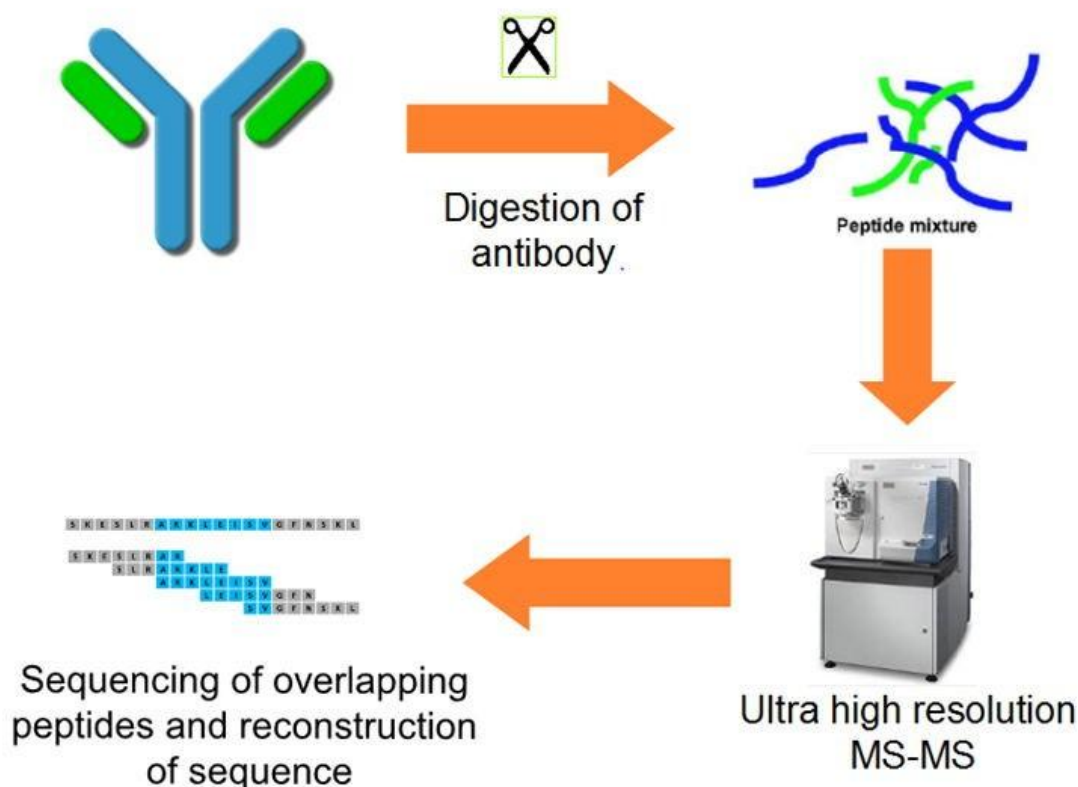 Digestion of
antibody.
Peptide mixture
Ultra high resolution
MS-MS
S K E S L R A R K L E I S V G F N S K L
S K E S L R A R
S L R A R K L E
A R K L E I S V
L E I S V G F N
S V G F N S K L
Sequencing of overlapping
peptides and reconstruction
of sequence